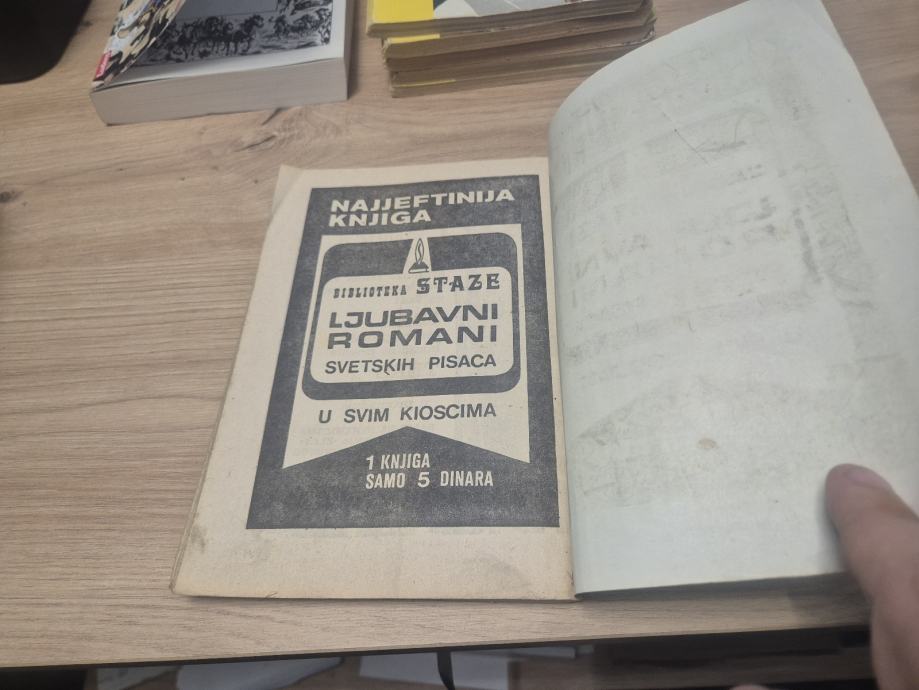 NAJJEFTINIJA
KNJIGA
BIBLIOTEKA STAZE
LJUBAVNI
ROMANI
SVETSKIH PISACA
U SVIM KIOSCIMA
1 KNJIGA
SAMO 5 DINARA